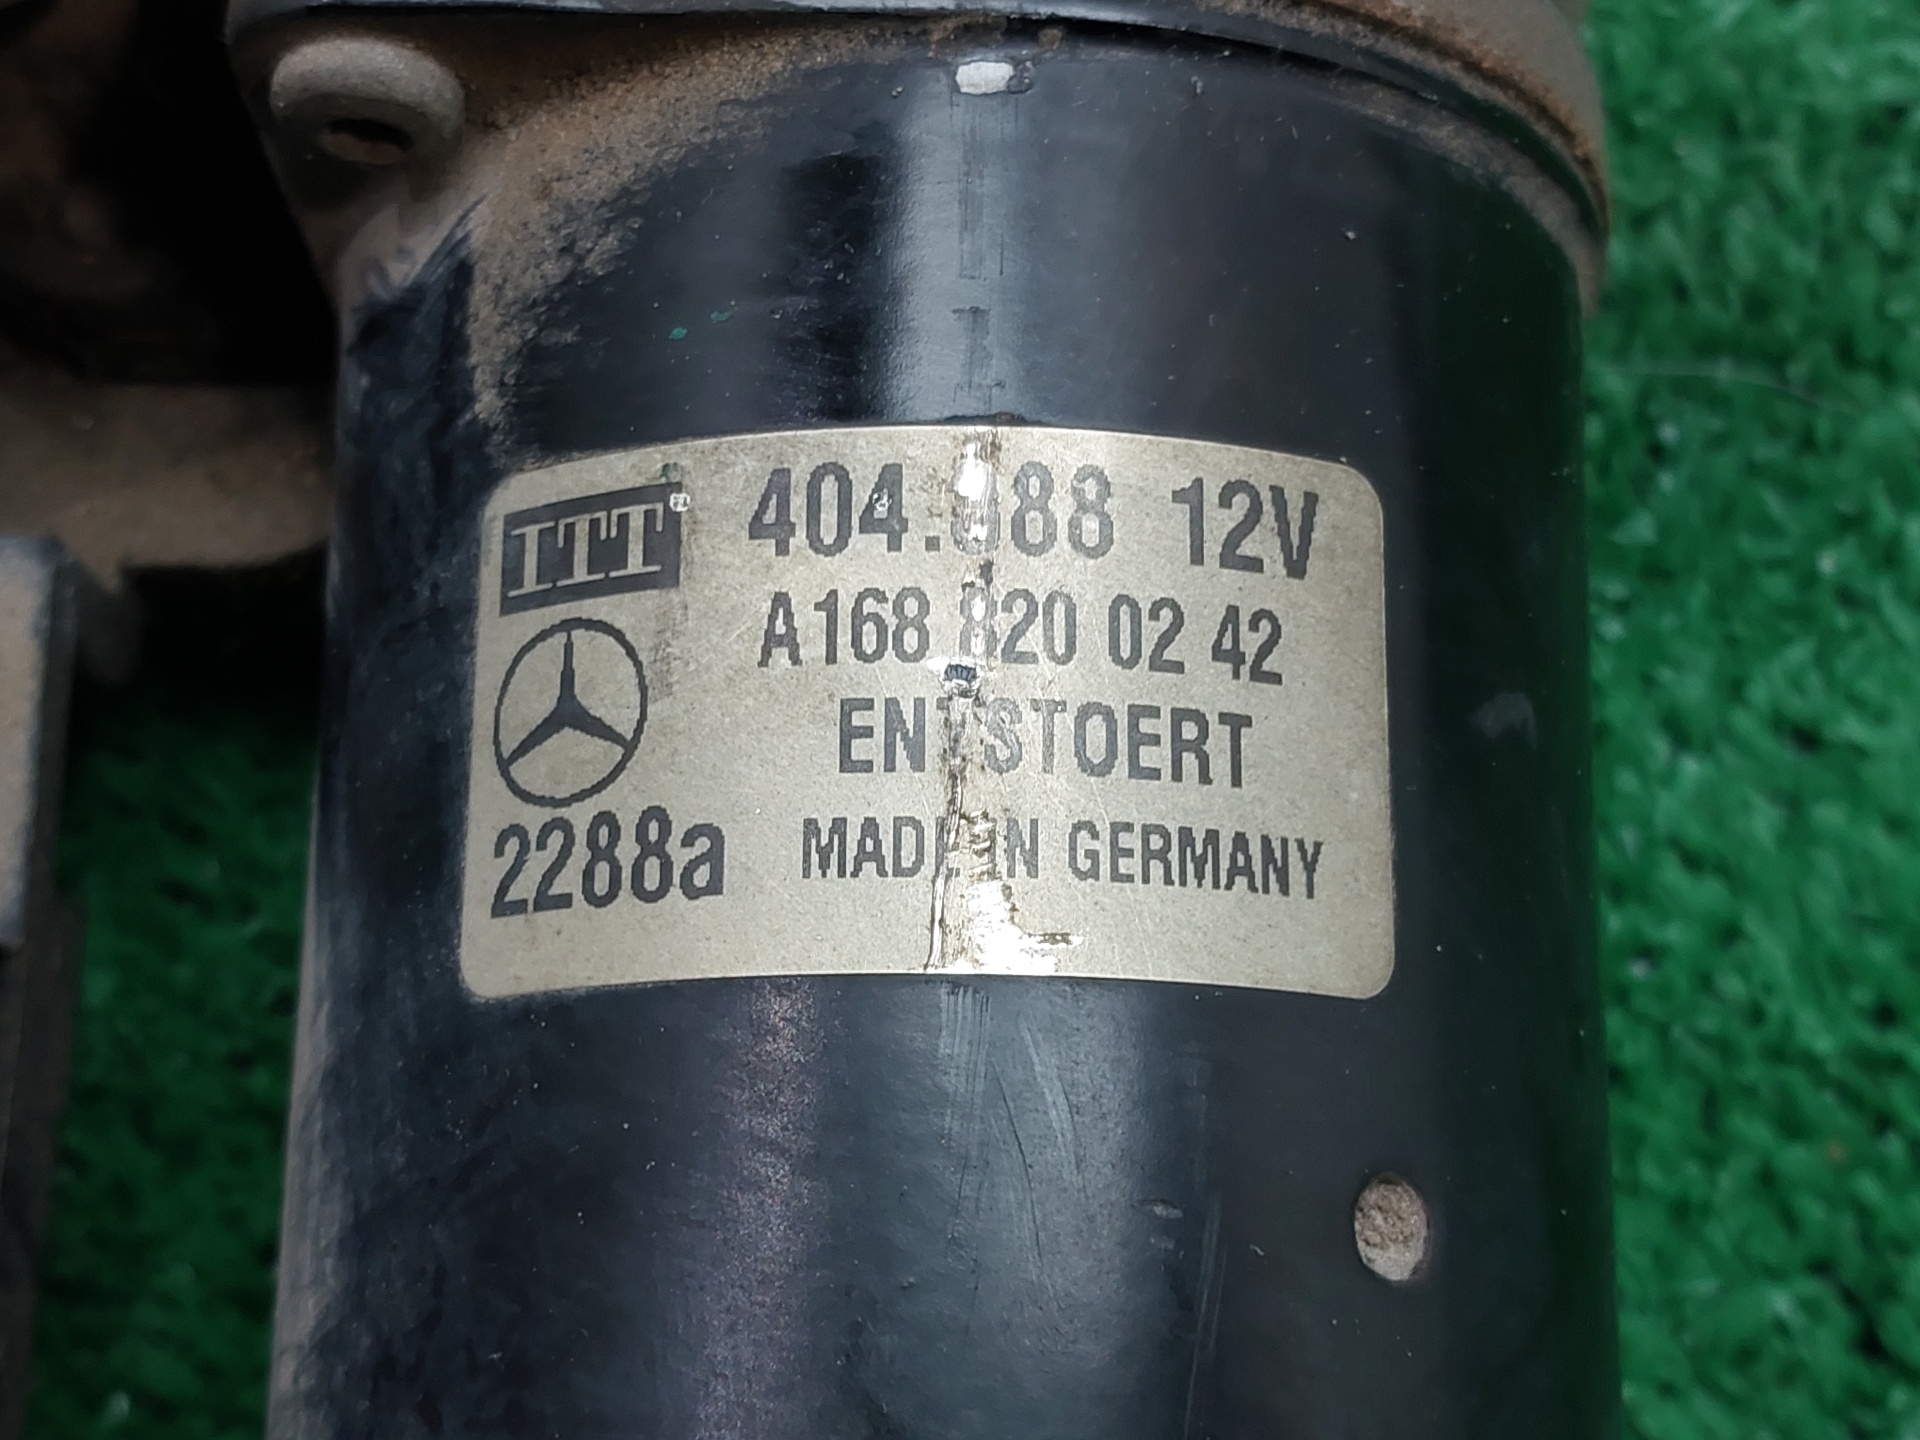 ITT 12V
A168 820 02 42
ENTSTOERT
2288a MADE IN GERMANY